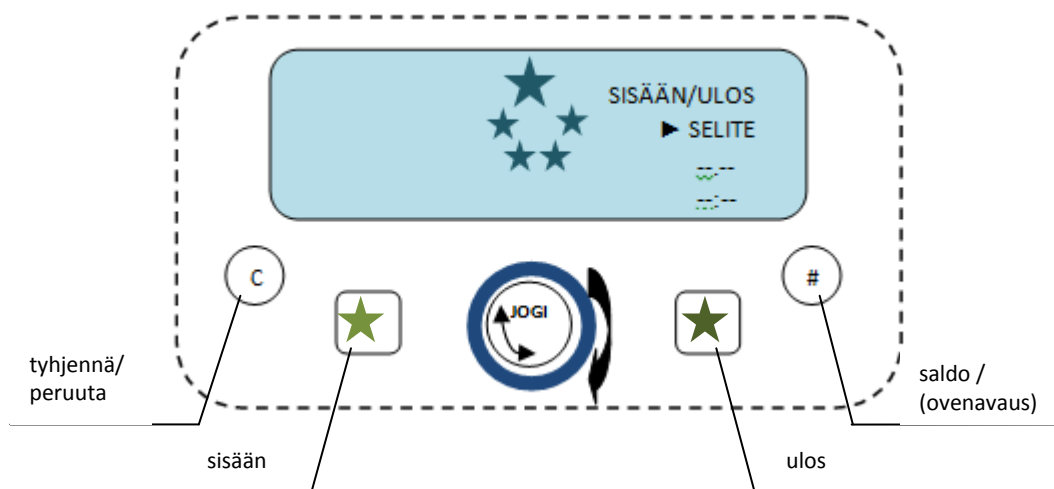 SISÄÄN/ULOS
► SELITE
--.--
--:--
C
JOGI
#
tyhjennä/
peruuta
sisään
ulos
saldo /
(ovenavaus)